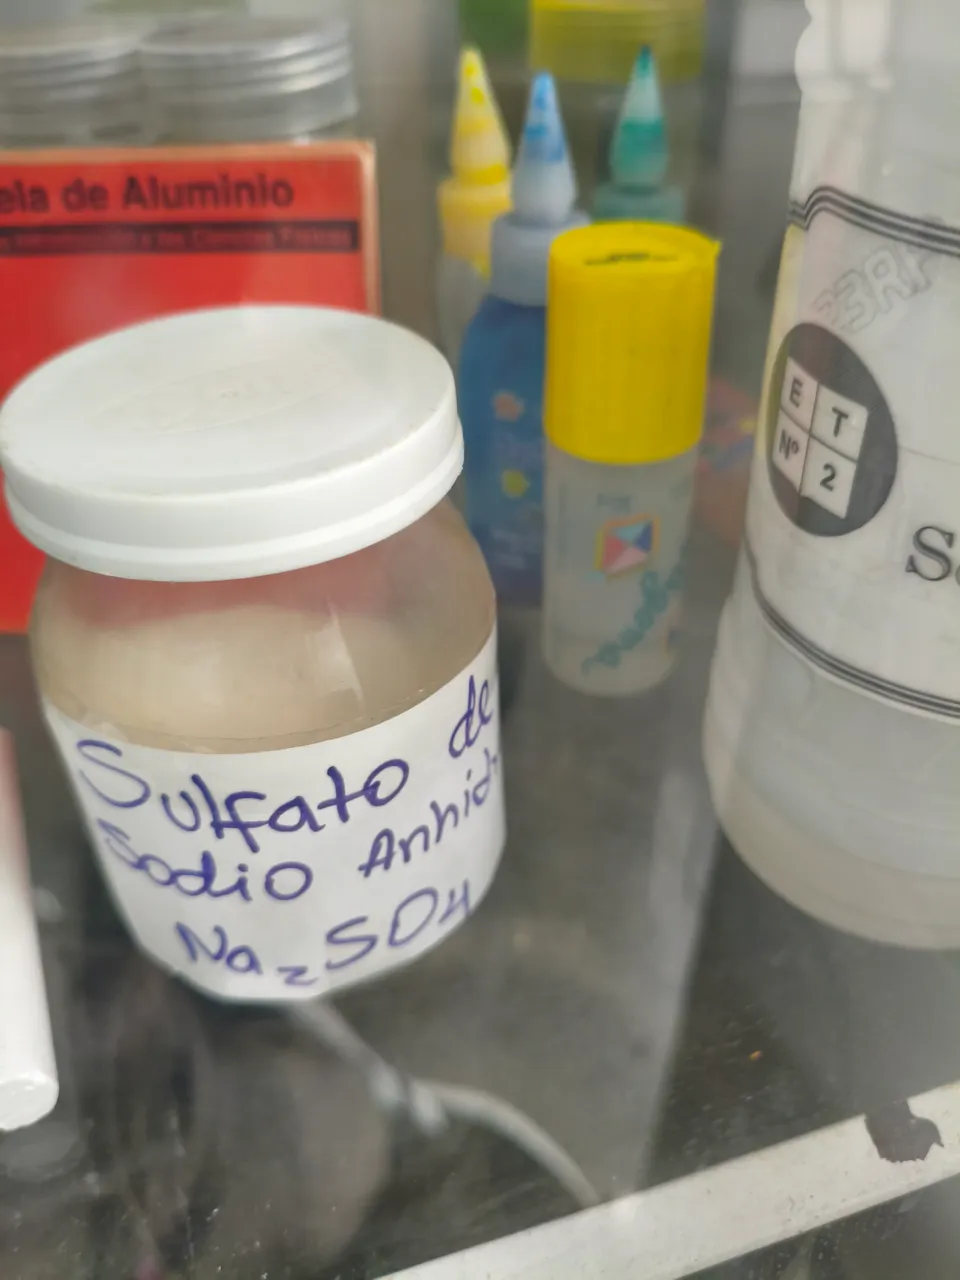 ela de Aluminio
Sulfato de
Sodio Anhid
Na₂SO4
E T
Nº 2